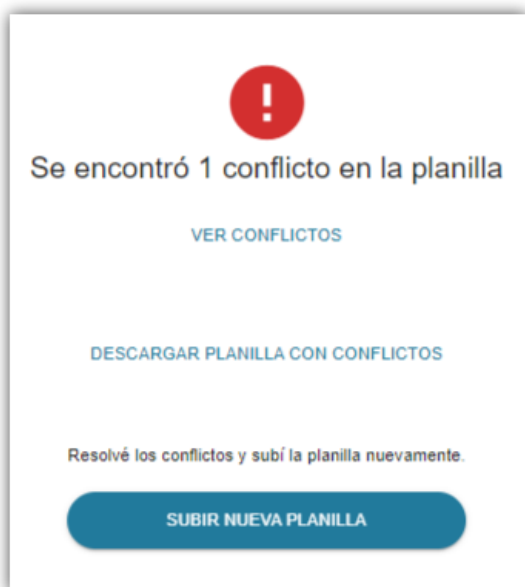 Se encontró 1 conflicto en la planilla
VER CONFLICTOS
DESCARGAR PLANILLA CON CONFLICTOS
Resolvé los conflictos y subí la planilla nuevamente.
SUBIR NUEVA PLANILLA